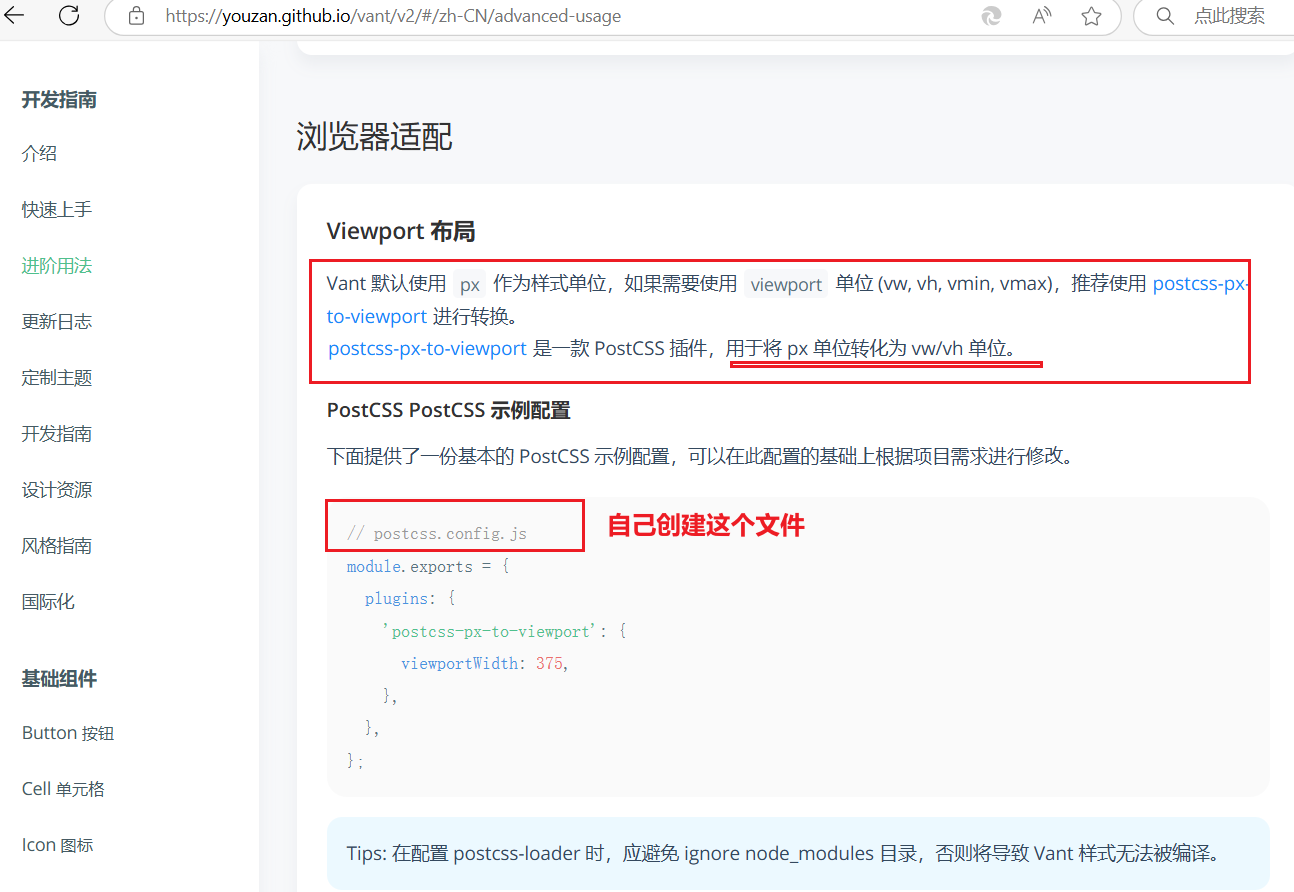 https://youzan.github.io/vant/v2/#/zh-CN/advanced-usage
点此搜索
开发指南
介绍
快速上手
进阶用法
更新日志
定制主题
开发指南
设计资源
风格指南
国际化
基础组件
Button 按钮
Cell 单元格
Icon 图标
浏览器适配
Viewport 布局
Vant 默认使用 px 作为样式单位，如果需要使用 viewport 单位 (vw, vh, vmin, vmax)，推荐使用 postcss-px-
to-viewport 进行转换。
postcss-px-to-viewport 是一款 PostCSS 插件，用于将 px 单位转化为 vw/vh 单位。
PostCSS PostCSS 示例配置
下面提供了一份基本的 PostCSS 示例配置，可以在此配置的基础上根据项目需求进行修改。
// postcss.config.js
自己创建这个文件
module.exports = {
plugins: {
'postcss-px-to-viewport': {
viewportWidth: 375,
},
},
};
Tips: 在配置 postcss-loader 时，应避免 ignore node_modules 目录，否则将导致 Vant 样式无法被编译。